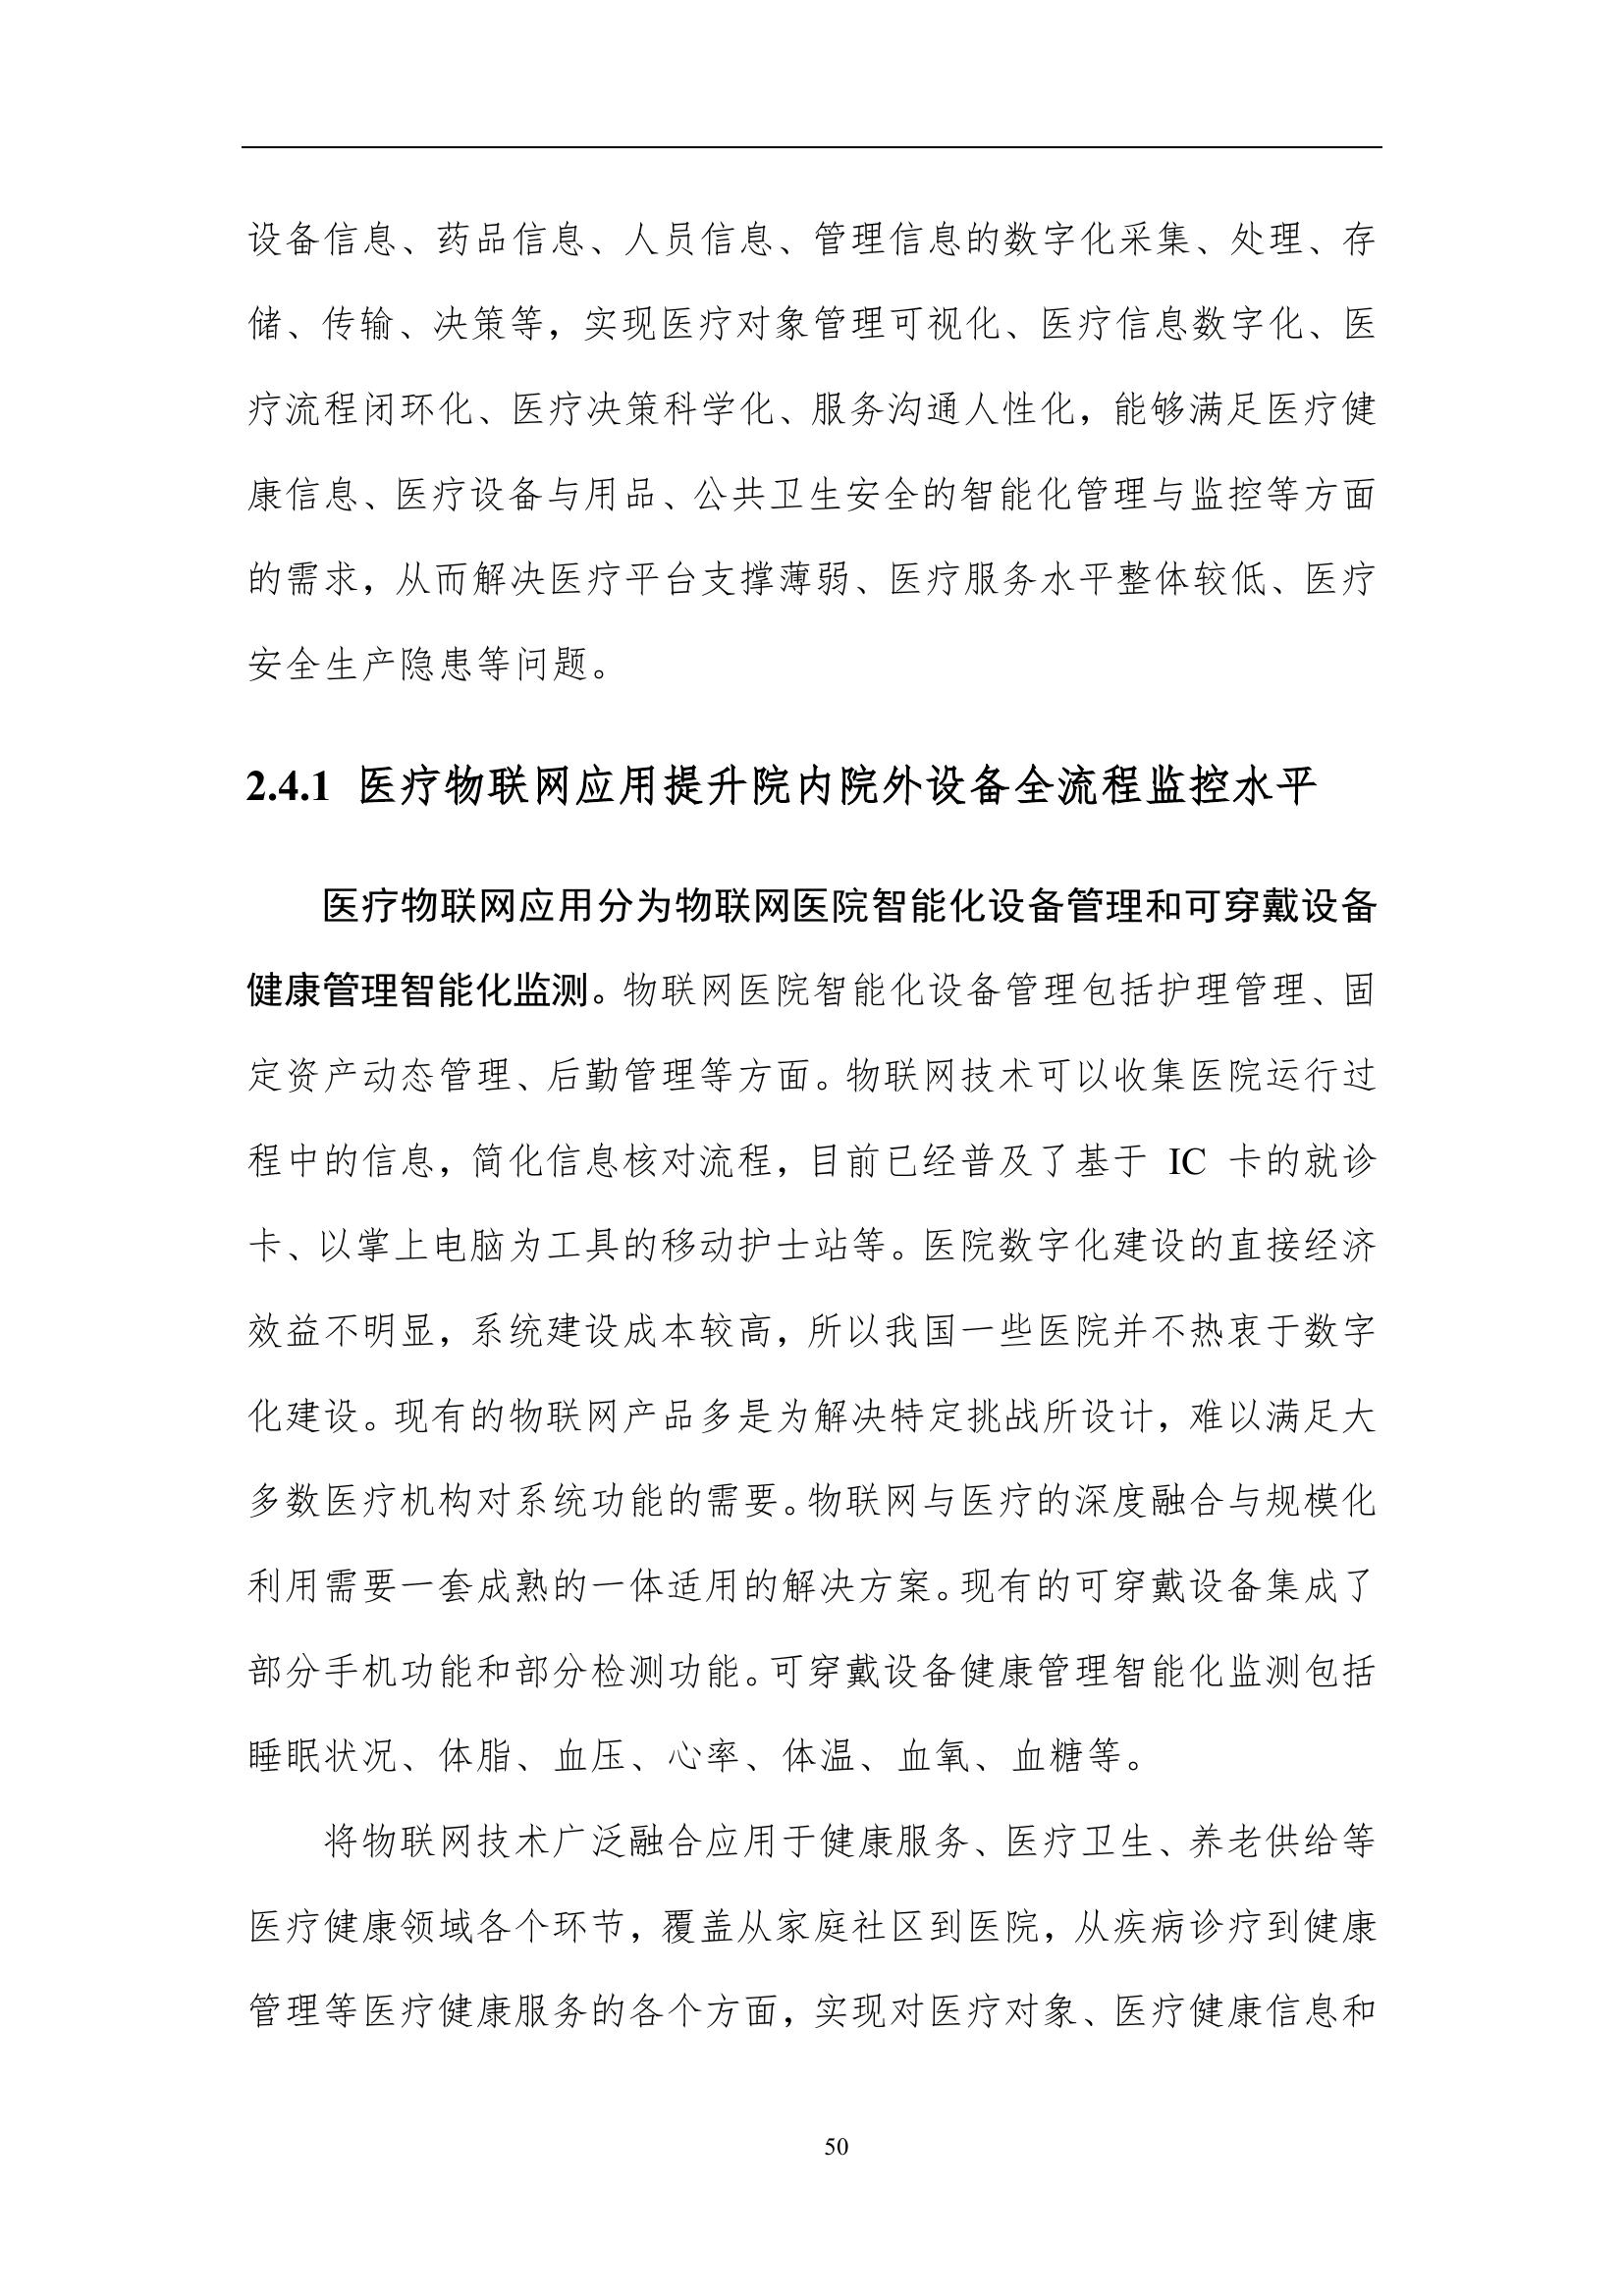 设备信息、药品信息、人员信息、管理信息的数字化采集、处理、存
储、传输、决策等，实现医疗对象管理可视化、医疗信息数字化、医
疗流程闭环化、医疗决策科学化、服务沟通人性化，能够满足医疗健
康信息、医疗设备与用品、公共卫生安全的智能化管理与监控等方面
的需求，从而解决医疗平台支撑薄弱、医疗服务水平整体较低、医疗
安全生产隐患等问题。
2.4.1 医疗物联网应用提升院内院外设备全流程监控水平
医疗物联网应用分为物联网医院智能化设备管理和可穿戴设备
健康管理智能化监测。物联网医院智能化设备管理包括护理管理、固
定资产动态管理、后勤管理等方面。物联网技术可以收集医院运行过
程中的信息，简化信息核对流程，目前已经普及了基于 IC 卡的就诊
卡、以掌上电脑为工具的移动护士站等。医院数字化建设的直接经济
效益不明显，系统建设成本较高，所以我国一些医院并不热衷于数字
化建设。现有的物联网产品多是为解决特定挑战所设计，难以满足大
多数医疗机构对系统功能的需要。物联网与医疗的深度融合与规模化
利用需要一套成熟的一体适用的解决方案。现有的可穿戴设备集成了
部分手机功能和部分检测功能。可穿戴设备健康管理智能化监测包括
睡眠状况、体脂、血压、心率、体温、血氧、血糖等。
将物联网技术广泛融合应用于健康服务、医疗卫生、养老供给等
医疗健康领域各个环节，覆盖从家庭社区到医院，从疾病诊疗到健康
管理等医疗健康服务的各个方面，实现对医疗对象、医疗健康信息和
50